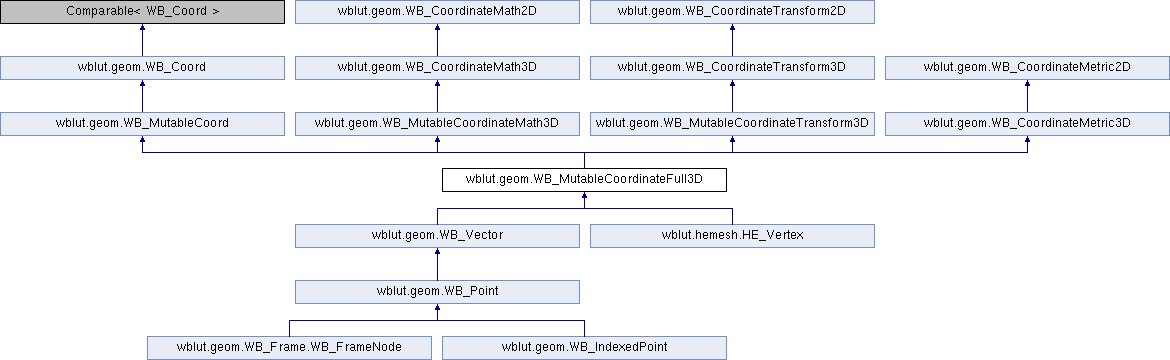 Comparable< WB_Coord >
wblut.geom.WB_CoordinateMath2D
wblut.geom.WB_CoordinateTransform2D
wblut.geom.WB_Coord
wblut.geom.WB_CoordinateMath3D
wblut.geom.WB_CoordinateTransform3D
wblut.geom.WB_CoordinateMetric2D
wblut.geom.WB_MutableCoord
wblut.geom.WB_MutableCoordinateMath3D
wblut.geom.WB_MutableCoordinateTransform3D
wblut.geom.WB_CoordinateMetric3D
wblut.geom.WB_MutableCoordinateFull3D
wblut.geom.WB_Vector
wblut.hemesh.HE_Vertex
wblut.geom.WB_Point
wblut.geom.WB_Frame.WB_FrameNode
wblut.geom.WB_IndexedPoint